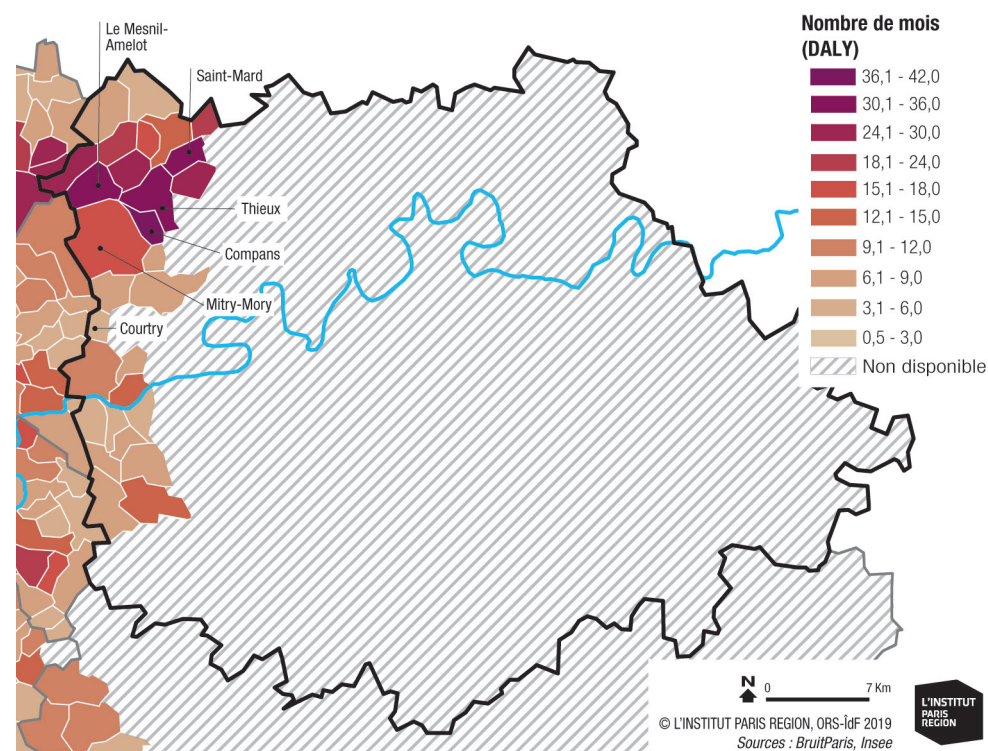 Le Mesnil-
Amelot
Saint-Mard
Thieux
Compans
Mitry-Mory
Courtry
Nombre de mois
(DALY)
36,1 - 42,0
30,1 - 36,0
24,1 - 30,0
18,1 - 24,0
15,1 - 18,0
12,1 - 15,0
9,1 - 12,0
6,1 - 9,0
3,1 - 6,0
0,5 - 3,0
Non disponible
N
0 7 Km
© L'INSTITUT PARIS REGION, ORS-ÎdF 2019
Sources : BruitParis, Insee
L'INSTITUT
PARIS
REGION